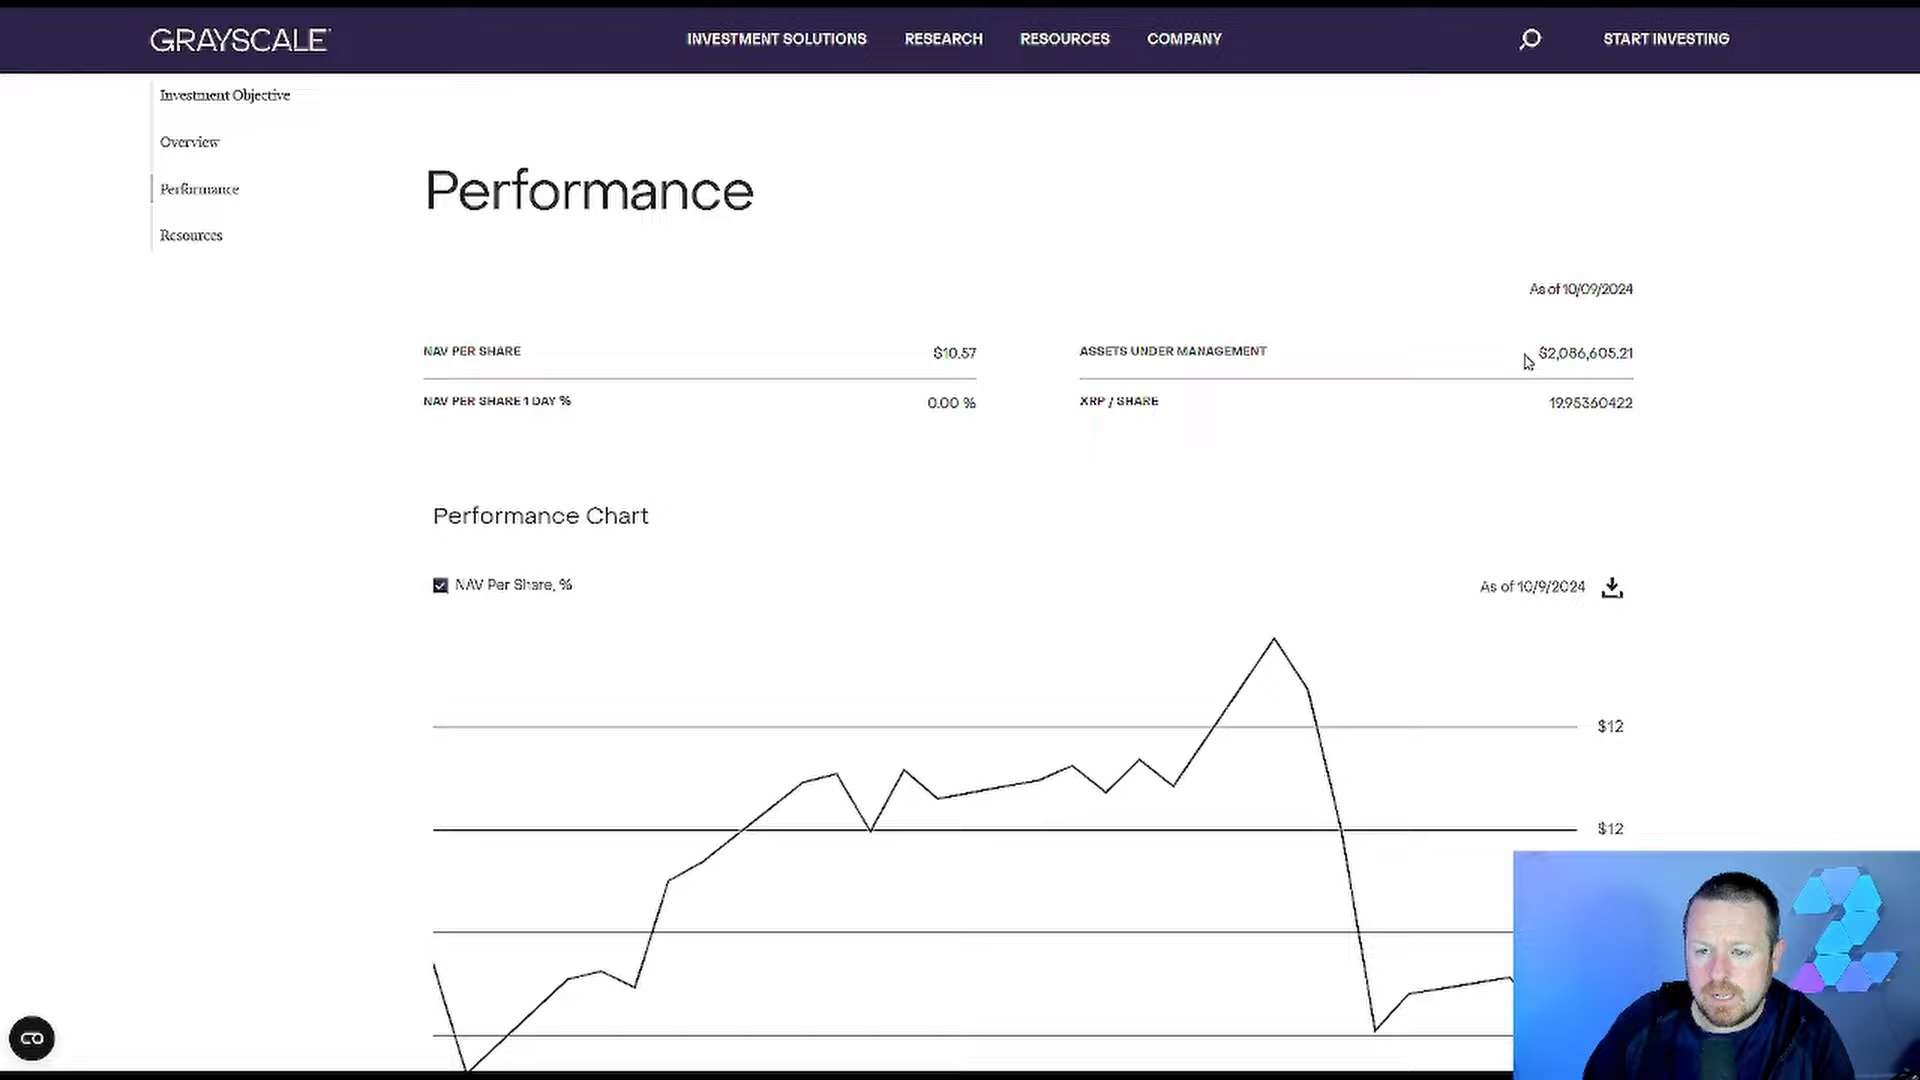 GRAYSCALE
INVESTMENT SOLUTIONS
RESEARCH
RESOURCES
COMPANY
START INVESTING
Investment Objective
Overview
Performance
Resources
Performance
As of 10/09/2024
NAV PER SHARE
$10.57
ASSETS UNDER MANAGEMENT
$2,086,605.21
NAV PER SHARE 1 DAY %
0.00 %
XRP / SHARE
19.95360422
Performance Chart
NAV Per Share, %
As of 10/9/2024
$12
$12